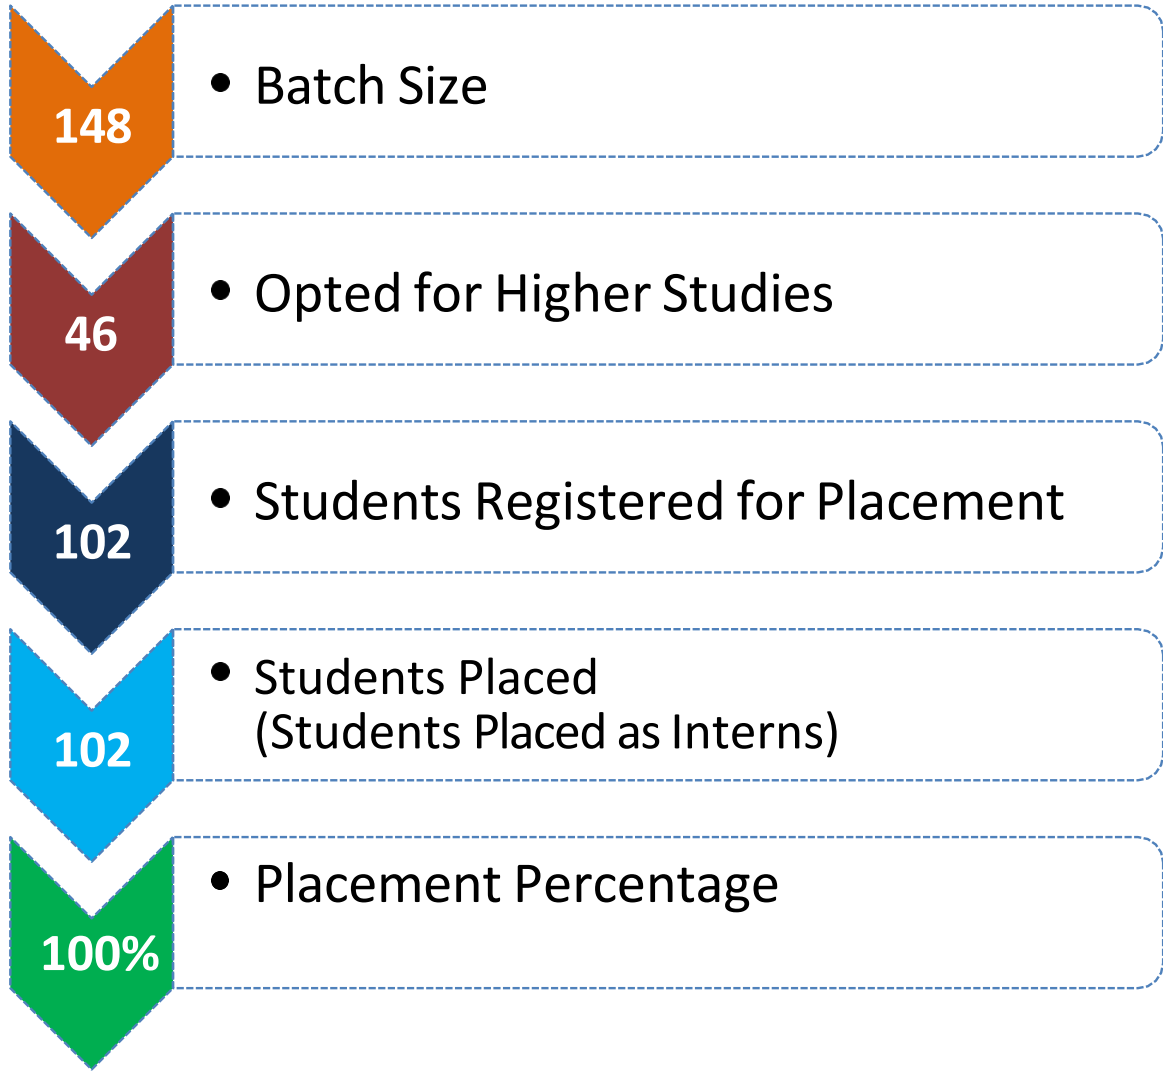 148
• Batch Size
46
• Opted for Higher Studies
102
• Students Registered for Placement
102
• Students Placed
(Students Placed as Interns)
100%
• Placement Percentage